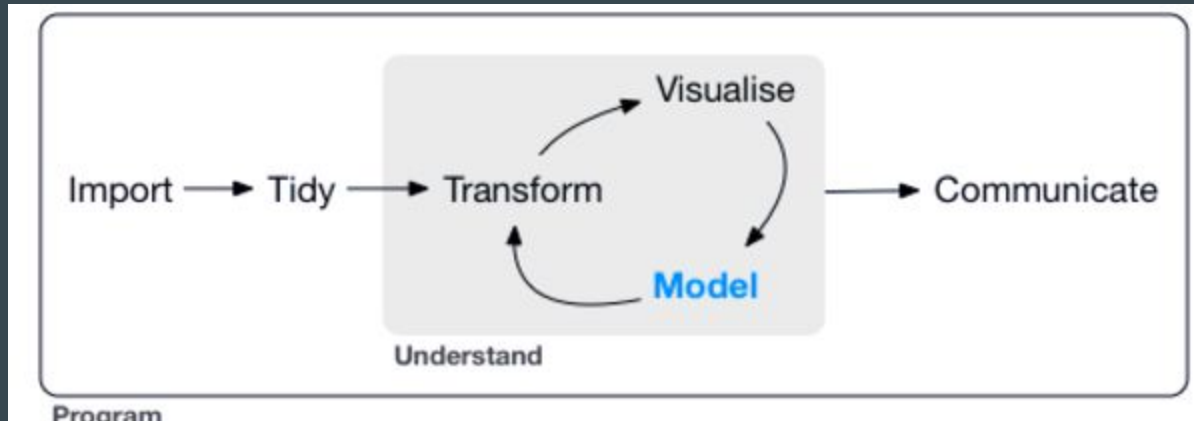 Visualise
Import Tidy Transform Communicate
Model
Understand
Program